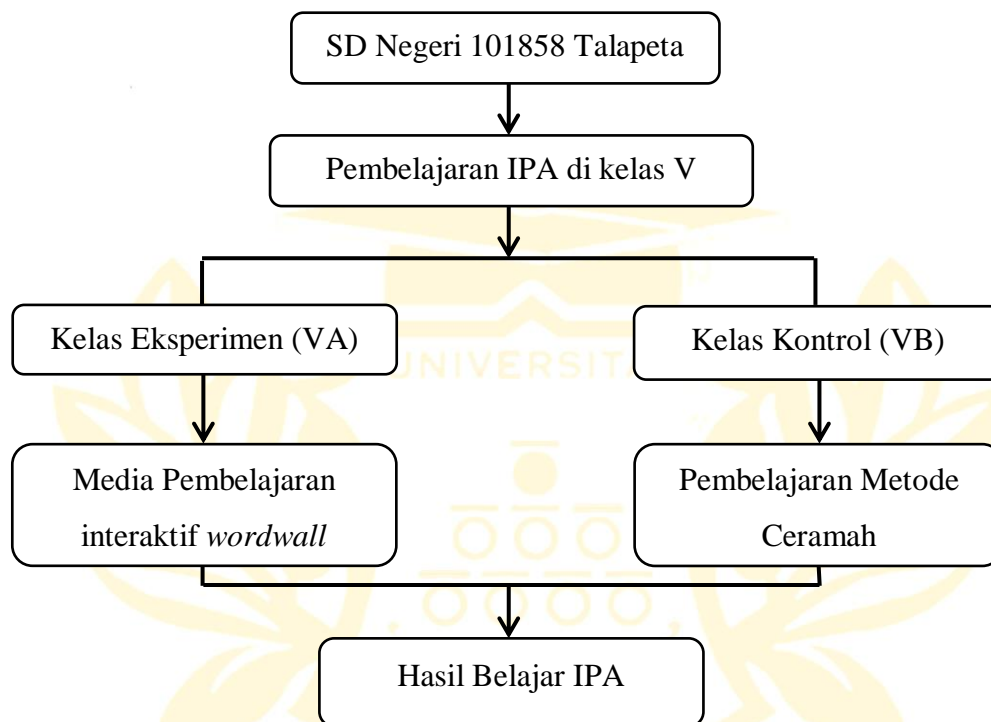 SD Negeri 101858 Talapeta
Pembelajaran IPA di kelas V
Kelas Eksperimen (VA)
Kelas Kontrol (VB)
UNIVERSITA
Media Pembelajaran
interaktif wordwall
Pembelajaran Metode
Ceramah
Hasil Belajar IPA